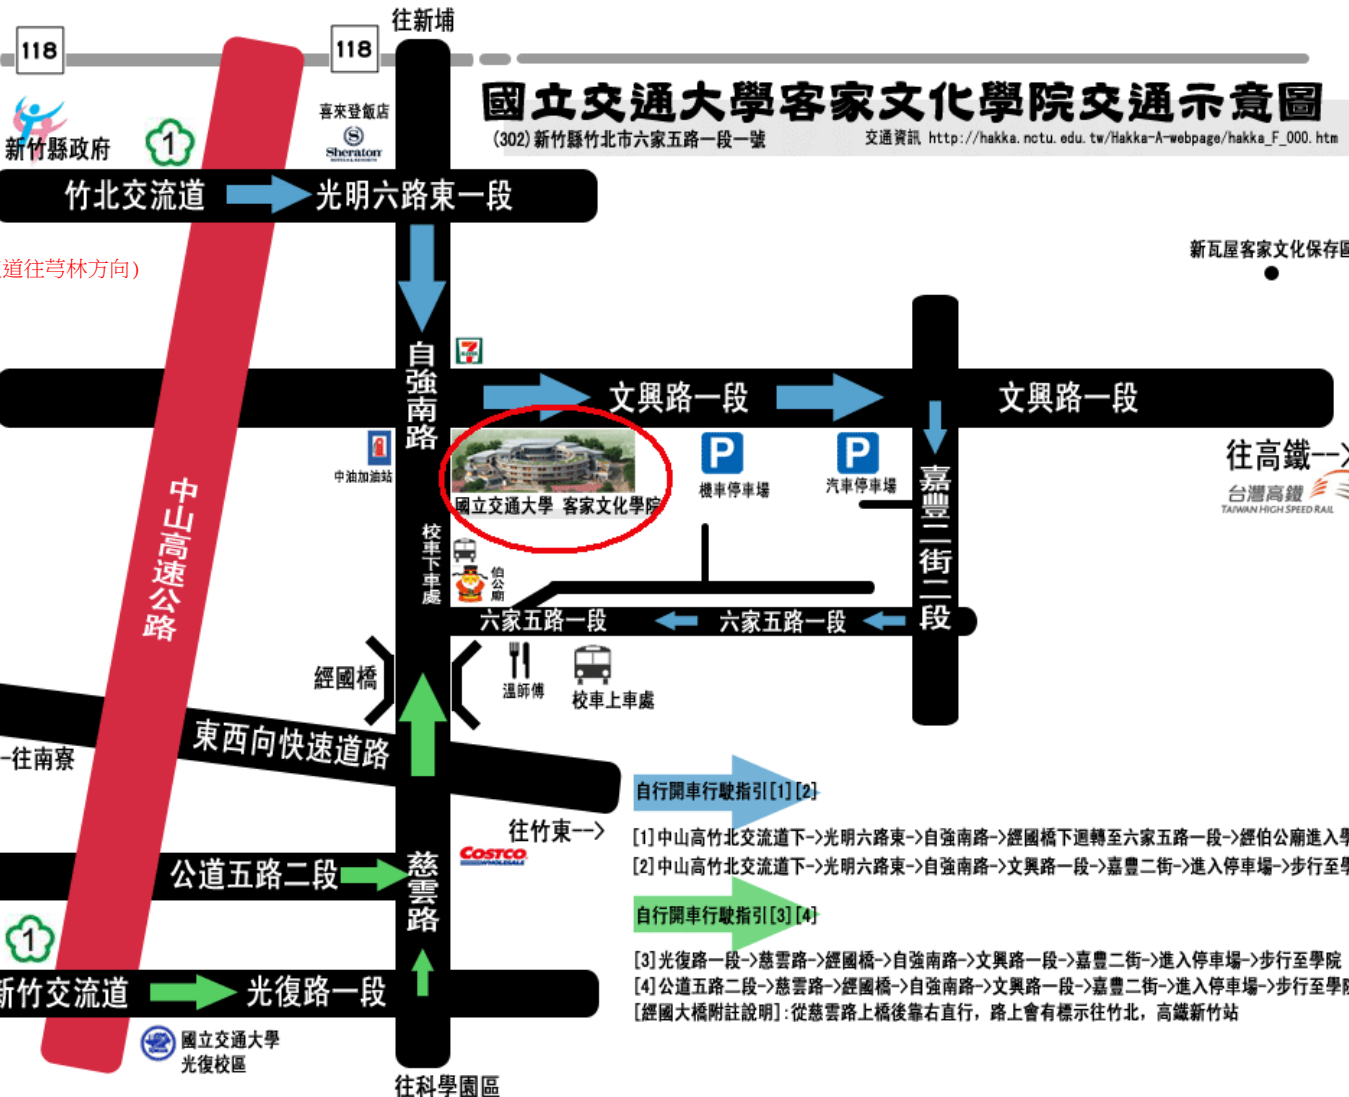 往新埔
118
118
國立交通大學客家文化學院交通示意圖
(302)新竹縣竹北市六家五路一段一號
交通資訊 http://hakka.nctu.edu.tw/Hakka-A-webpage/hakka_F_000.htm
新竹縣政府
1
喜來登飯店
S
Sheraton
竹北交流道
光明六路東一段
道往芎林方向)
新瓦屋客家文化保存區
自強南路
7
文興路一段
文興路一段
中油加油站
P
機車停車場
P
汽車停車場
往高鐵-->
台灣高鐵
TAIWAN HIGH SPEED RAIL
國立交通大學 客家文化學院
中山高速公路
嘉豐二街二段
校車下車處
伯公廟
六家五路一段
六家五路一段
經國橋
溫師傅
校車上車處
東西向快速道路
-往南寮
往竹東-->
COSTCO
WHOLESALE
自行開車行駛指引[1][2]
[1]中山高竹北交流道下->光明六路東->自強南路->經國橋下迴轉至六家五路一段->經伯公廟進入學
[2]中山高竹北交流道下->光明六路東->自強南路->文興路一段->嘉豐二街->進入停車場->步行至學
公道五路二段
慈雲路
自行開車行駛指引[3][4]
[3]光復路一段->慈雲路->經國橋->自強南路->文興路一段->嘉豐二街->進入停車場->步行至學院
[4]公道五路二段->慈雲路->經國橋->自強南路->文興路一段->嘉豐二街->進入停車場->步行至學院
[經國大橋附註說明]:從慈雲路上橋後靠右直行，路上會有標示往竹北，高鐵新竹站
1
新竹交流道
光復路一段
國立交通大學
光復校區
往科學園區